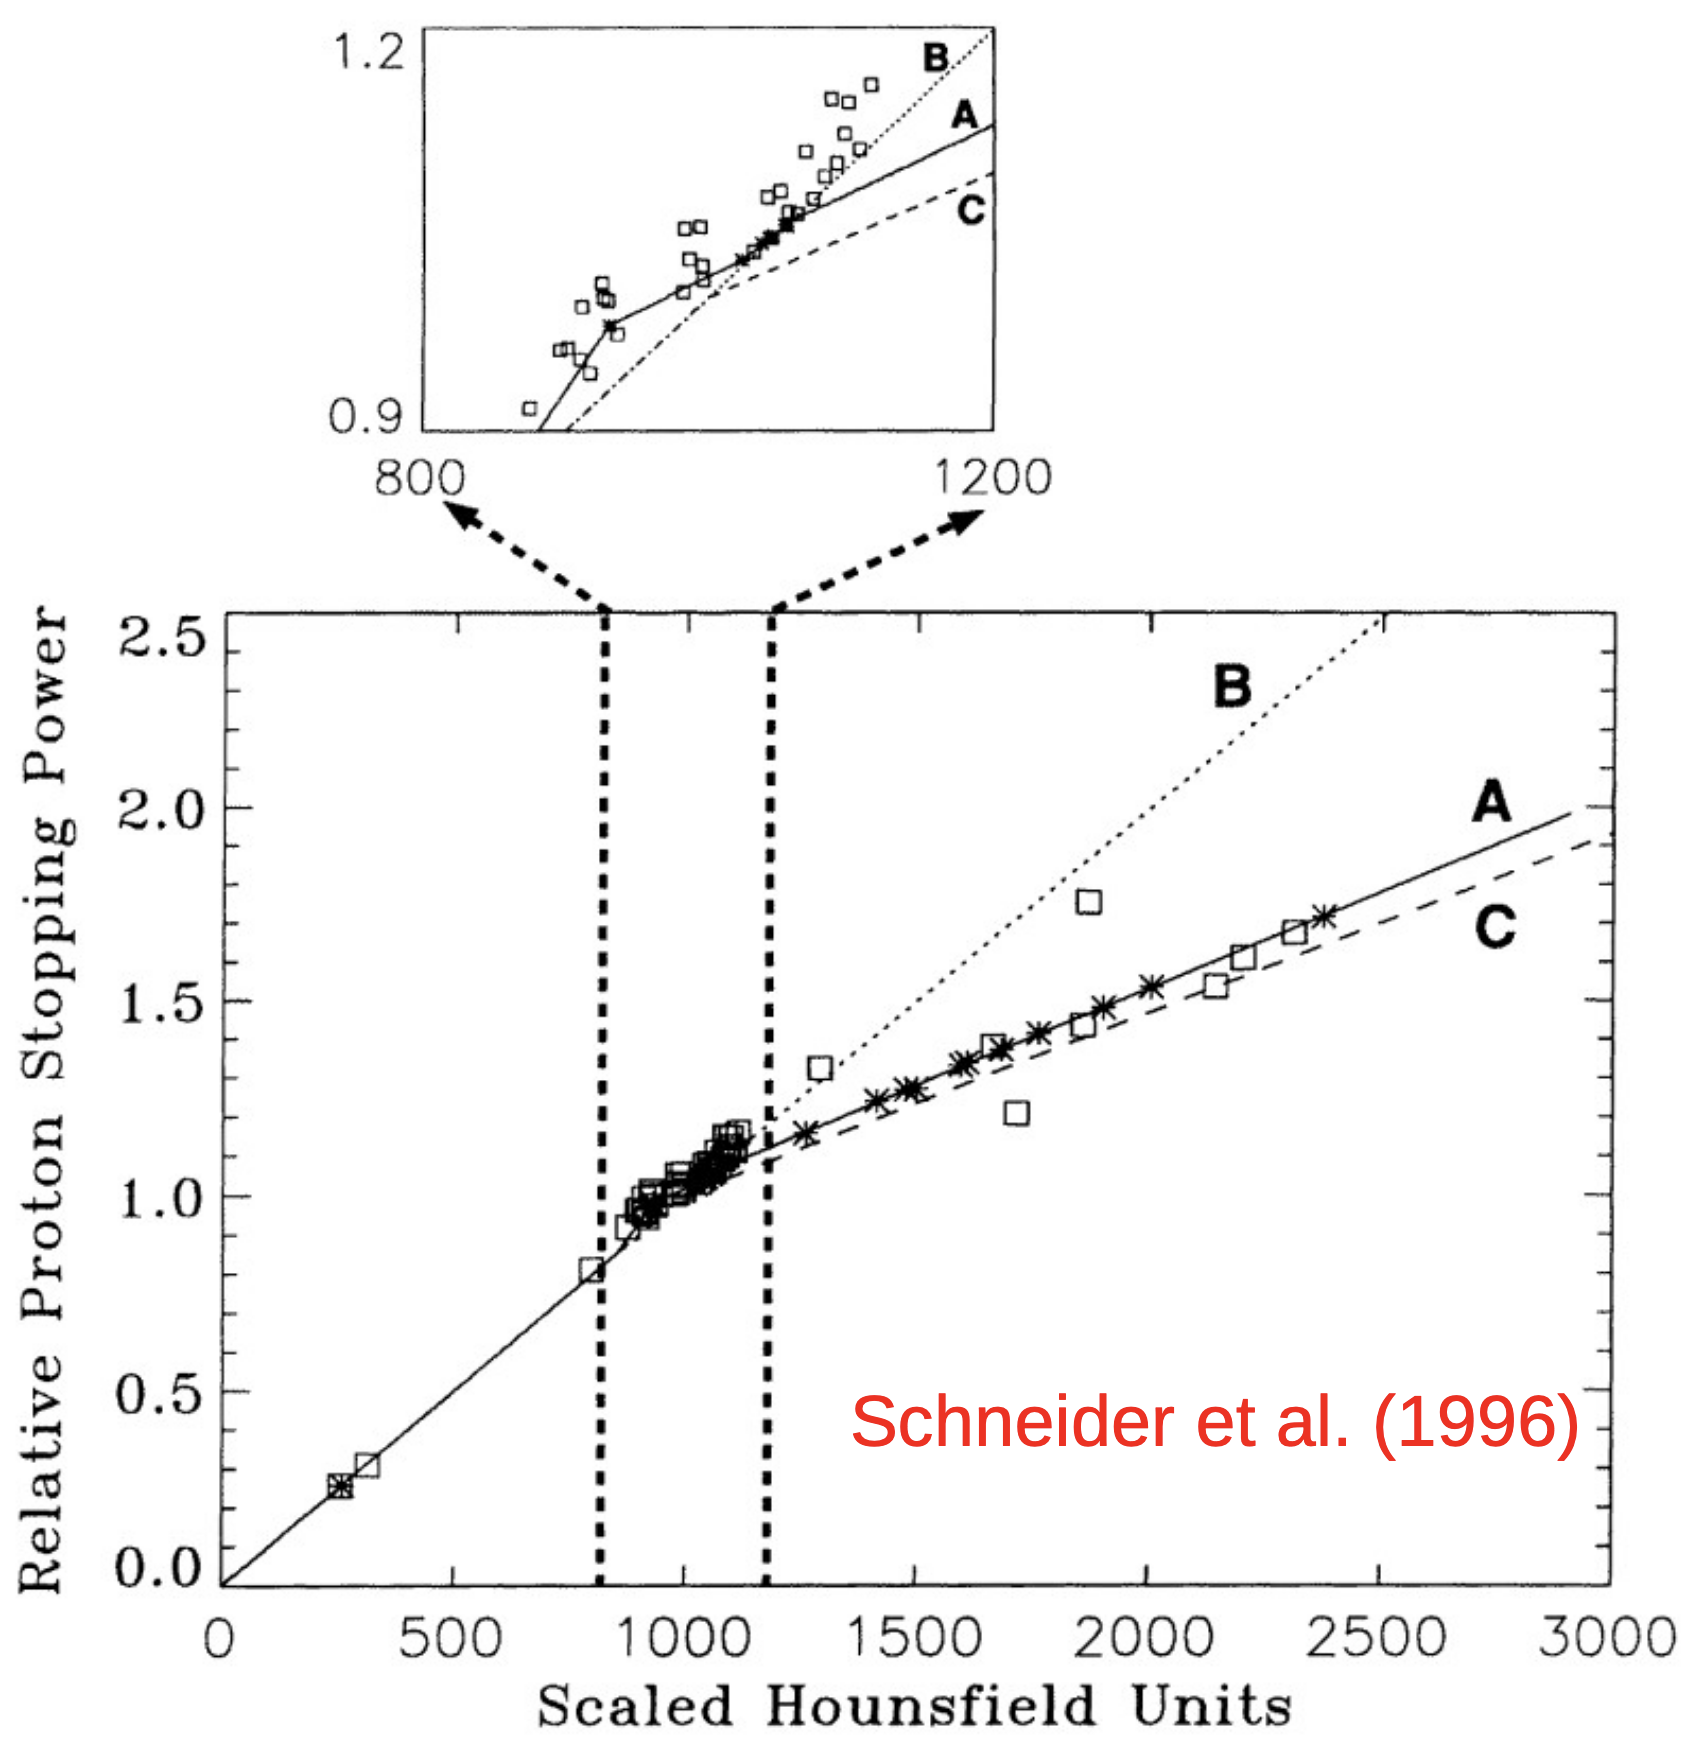 1.2
B
A
C
0.9
800 1200
2.5
B
2.0
A
C
1.5
1.0
0.5
Schneider et al. (1996)
0.0
0 500 1000 1500 2000 2500 3000
Scaled Hounsfield Units
Relative Proton Stopping Power